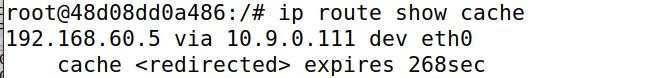 root@48d08dd0a486:/# ip route show cache
192.168.60.5 via 10.9.0.111 dev eth0
    cache <redirected> expires 268sec